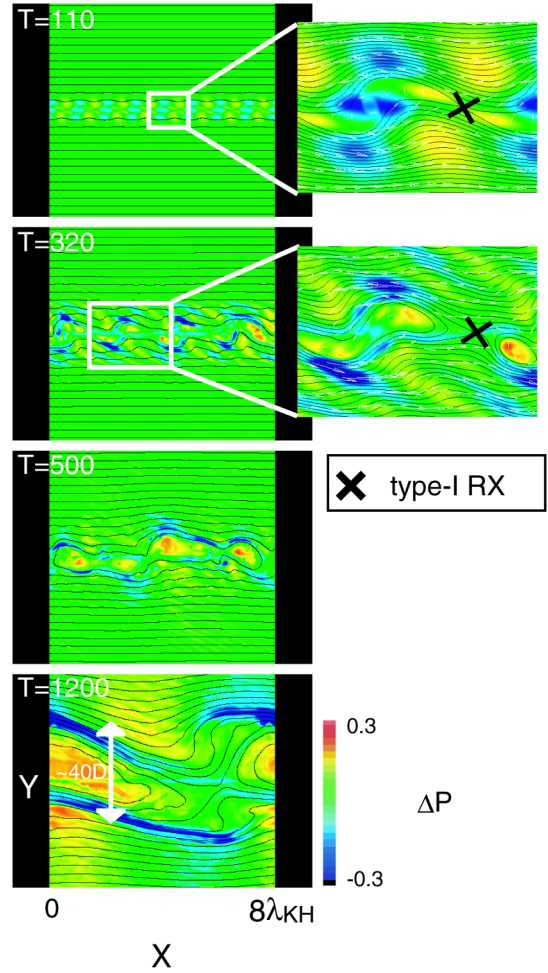 T=110
T=320
T=500
type-I RX
T=1200
0.3
~40D
Y
ΔP
-0.3
0
8λKH
X